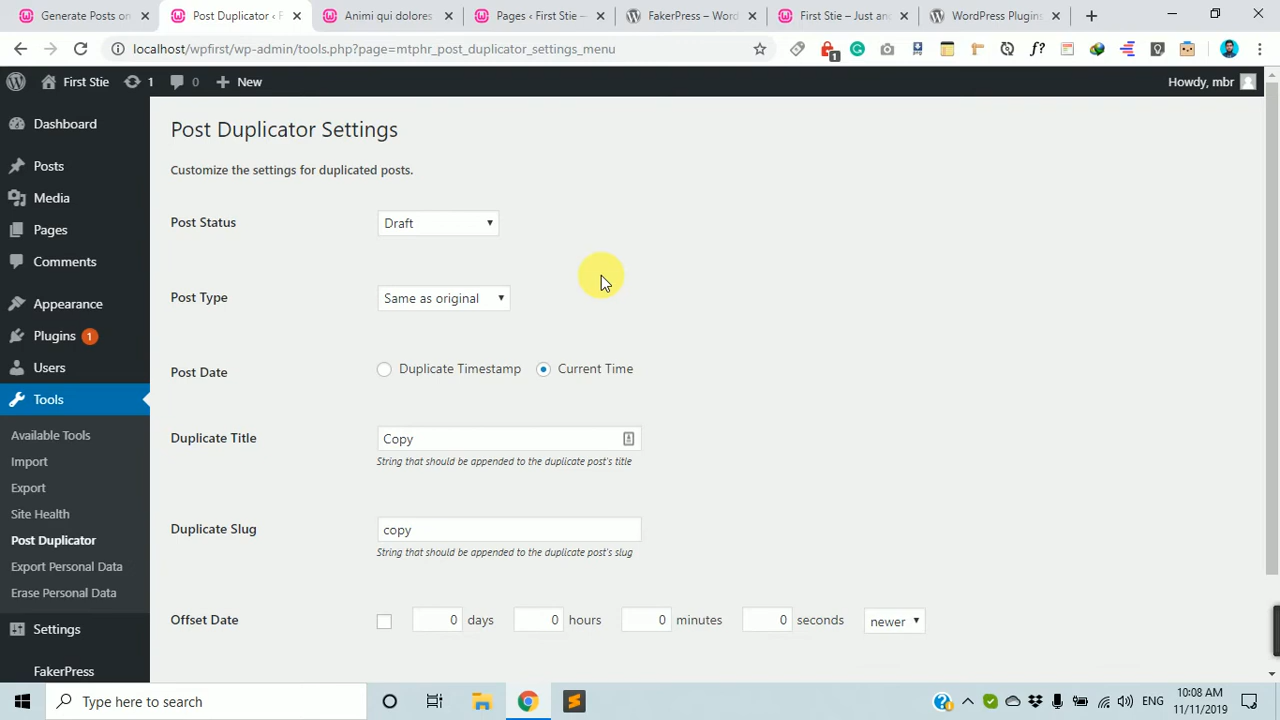 Generate Posts on
Post Duplicator ‹ F
Animi qui dolores
Pages ‹ First Stie —
FakerPress – Word
First Stie – Just an
WordPress Plugins
localhost/wpfirst/wp-admin/tools.php?page=mtphr_post_duplicator_settings_menu
1
First Stie
1
0
New
Howdy, mbr
Dashboard
Posts
Media
Pages
Comments
Appearance
Plugins 1
Users
Tools
Available Tools
Import
Export
Site Health
Post Duplicator
Export Personal Data
Erase Personal Data
Settings
FakerPress
Post Duplicator Settings
Customize the settings for duplicated posts.
Post Status
Draft
Post Type
Same as original
Post Date
Duplicate Timestamp
Current Time
Duplicate Title
Copy
String that should be appended to the duplicate post's title
Duplicate Slug
copy
String that should be appended to the duplicate post's slug
Offset Date
0 days
0 hours
0 minutes
0 seconds
newer
Type here to search
ENG
10:08 AM
11/11/2019